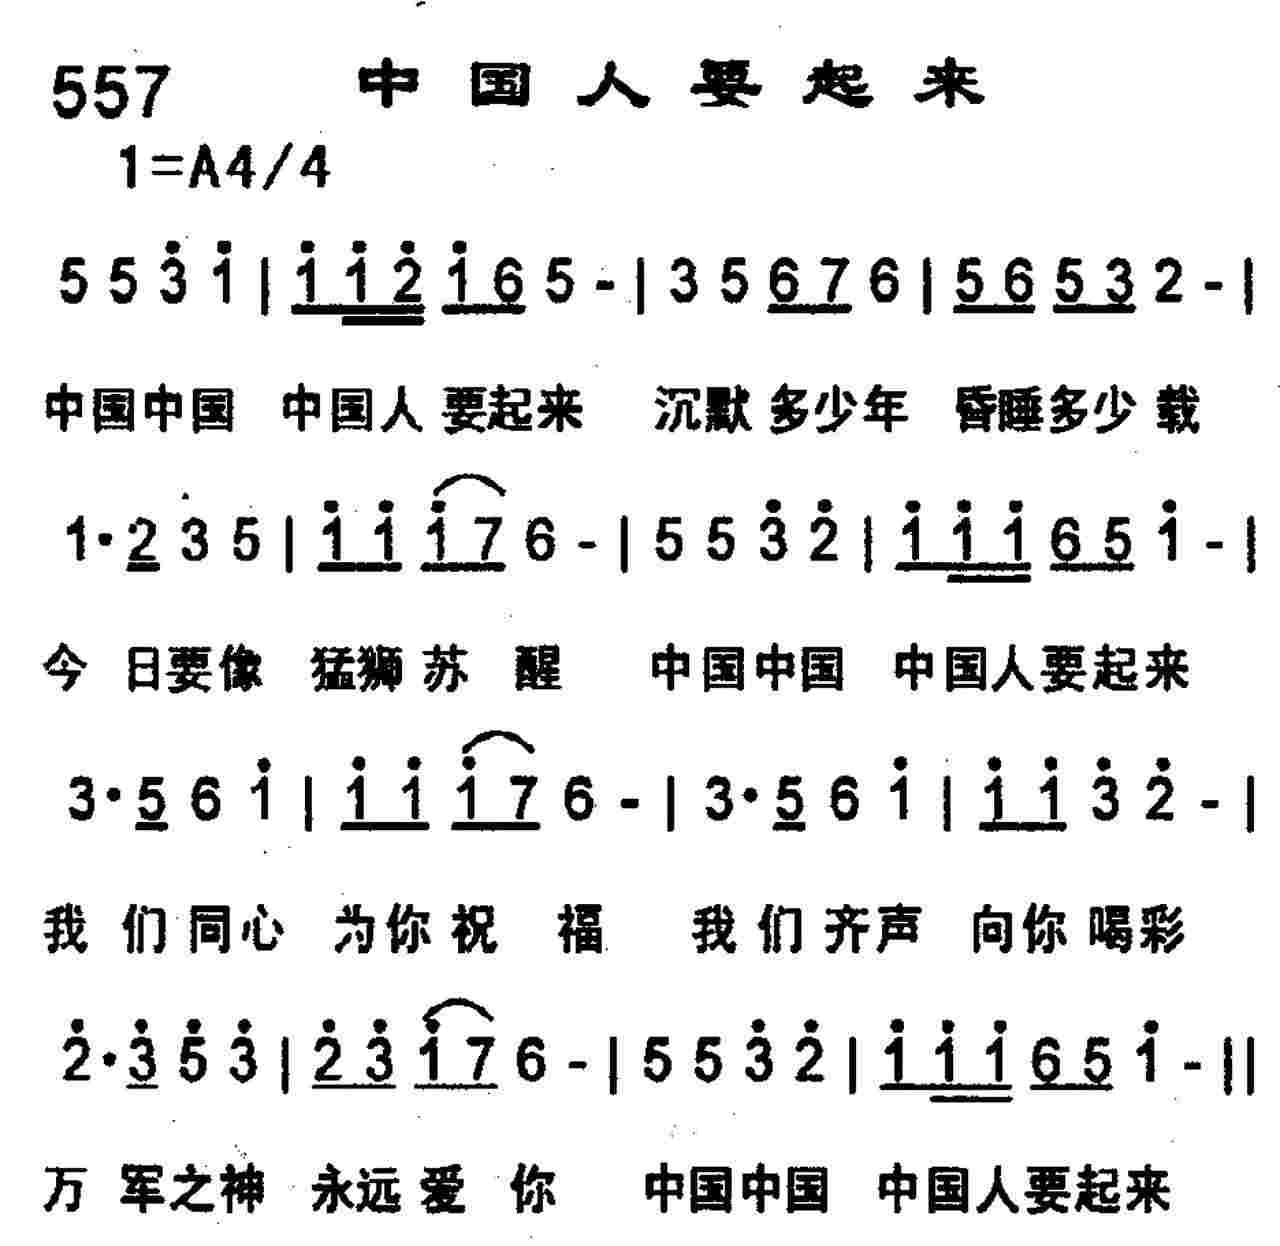 557 中国人要起来
1=A4/4
5 5 3̇ 1̇ | 1̇ 1̇ 2̇ 1̇ 6 5 - | 3 5 6 7 6 | 5 6 5 3 2 - |
中国中国 中国人要起来 沉默多少年 昏睡多少载
1· 2 3 5 | 1̇ 1̇ 1̇ 7 6 - | 5 5 3̇ 2̇ | 1̇ 1̇ 1̇ 6 5 1̇ - |
今日要像 猛狮苏醒 中国中国 中国人要起来
3· 5 6 1̇ | 1̇ 1̇ 1̇ 7 6 - | 3· 5 6 1̇ | 1̇ 1̇ 3̇ 2̇ - |
我们同心 为你祝福 我们齐声 向你喝彩
2̇· 3̇ 5̇ 3̇ | 2̇ 3̇ 1̇ 7 6 - | 5 5 3̇ 2̇ | 1̇ 1̇ 1̇ 6 5 1̇ - ||
万军之神 永远爱你 中国中国 中国人要起来